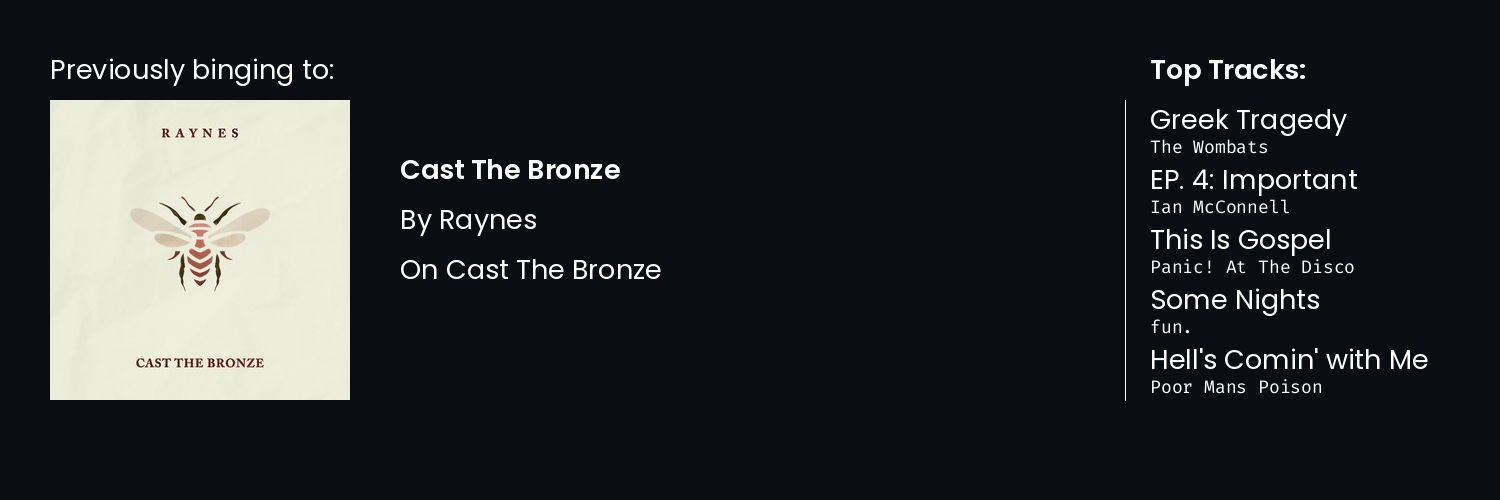 Previously binging to:
RAYNES
CAST THE BRONZE
Cast The Bronze
By Raynes
On Cast The Bronze
Top Tracks:
Greek Tragedy
The Wombats
EP. 4: Important
Ian McConnell
This Is Gospel
Panic! At The Disco
Some Nights
fun.
Hell's Comin' with Me
Poor Mans Poison